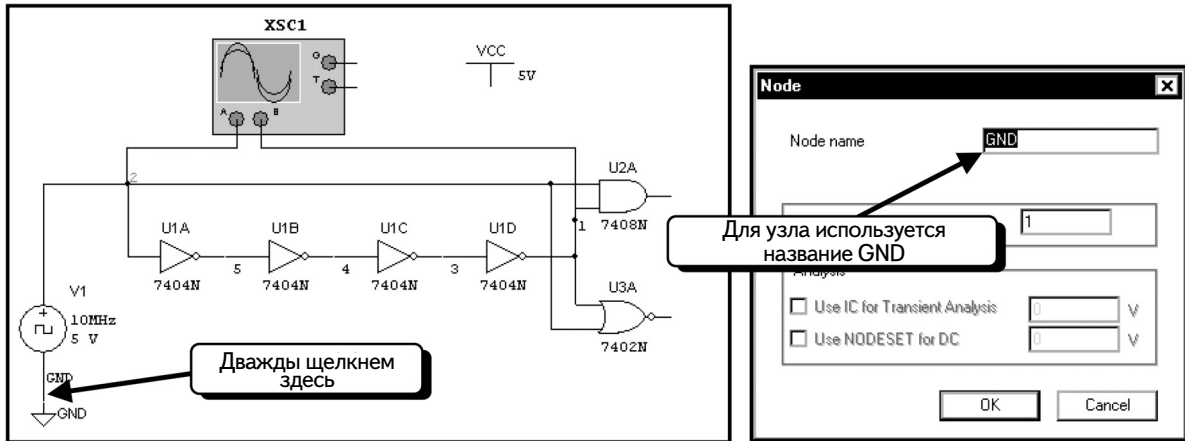 XSC1
G
T
A
B
VCC
5V
2
U2A
7408N
1
U1A
U1B
U1C
U1D
5
4
3
7404N
7404N
7404N
7404N
U3A
7402N
V1
10MHz
5 V
GND
GND
Дважды щелкнем
здесь
Node
Node name
GND
1
Для узла используется
название GND
Analysis
Use IC for Transient Analysis
0
V
Use NODESET for DC
0
V
OK
Cancel